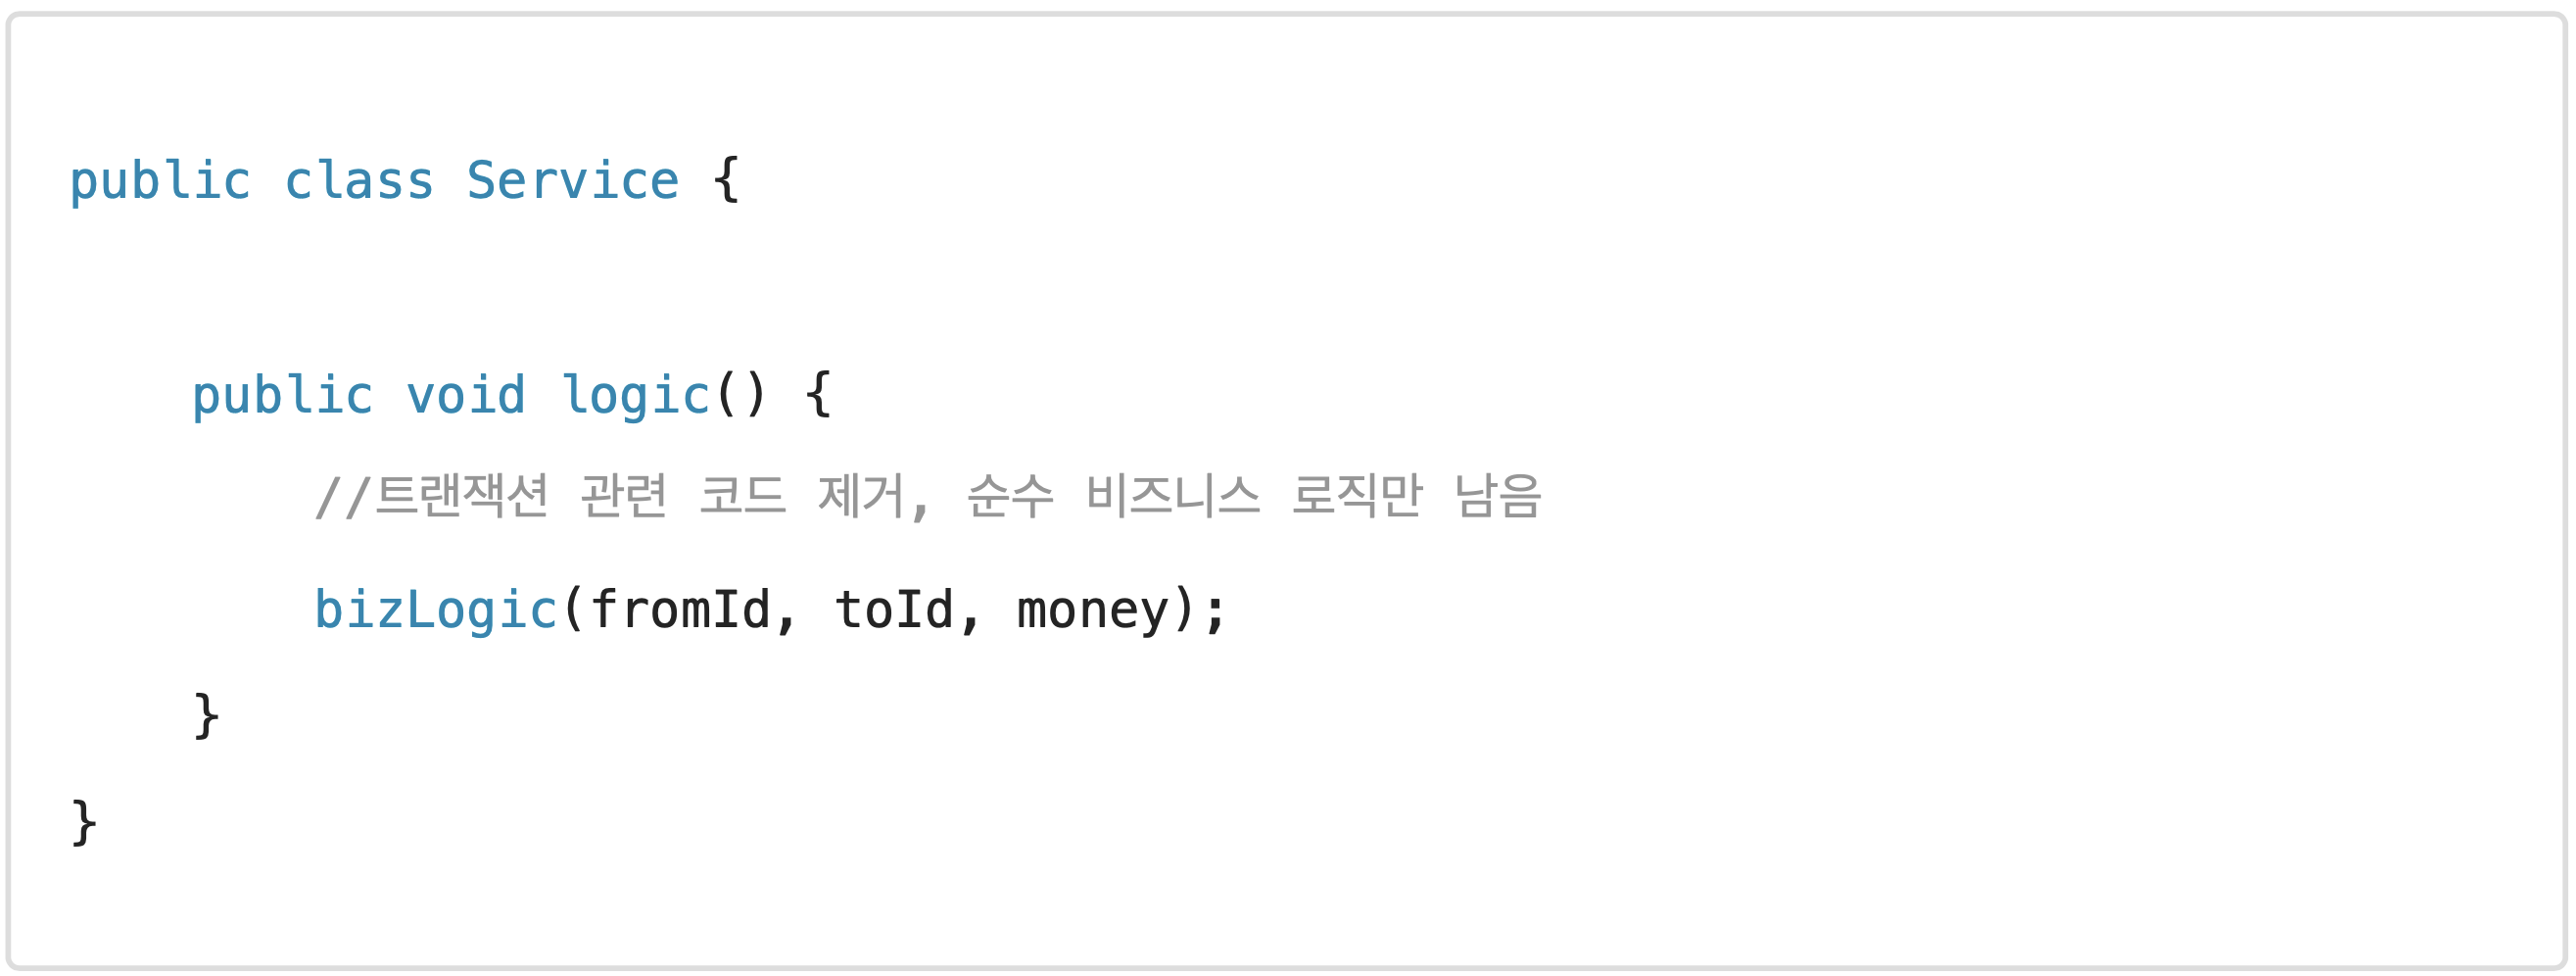 public class Service {
public void logic() {
//트랜잭션 관련 코드 제거, 순수 비즈니스 로직만 남음
bizLogic(fromId, toId, money);
}
}